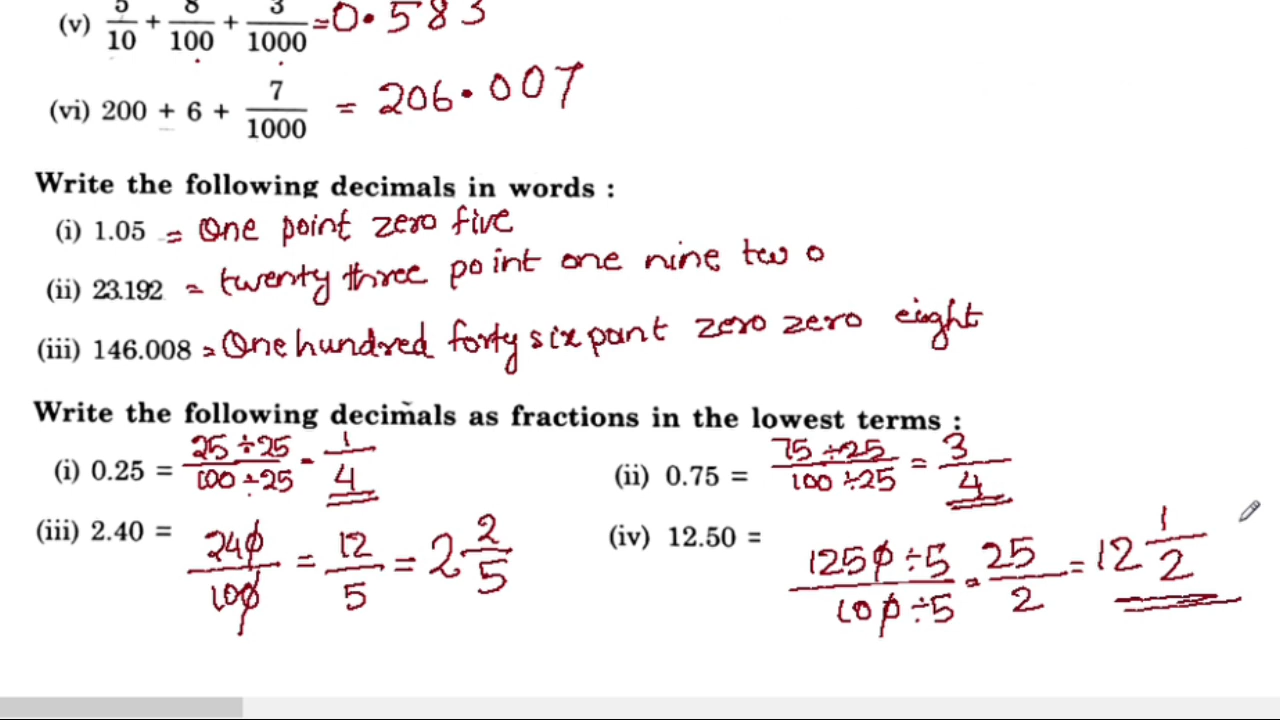 (v) 5/10 + 8/100 + 3/1000 = 0.583
(vi) 200 + 6 + 7/1000 = 206.007
Write the following decimals in words :
(i) 1.05 = One point zero five
(ii) 23.192 = twenty three point one nine two
(iii) 146.008 = One hundred forty six point zero zero eight
Write the following decimals as fractions in the lowest terms :
(i) 0.25 = 25 ÷ 25 / 100 ÷ 25 = 1/4 (ii) 0.75 = 75 ÷ 25 / 100 ÷ 25 = 3/4
(iii) 2.40 = 240/100 = 12/5 = 2 2/5 (iv) 12.50 = 1250 ÷ 5 / 100 ÷ 5 = 25/2 = 12 1/2